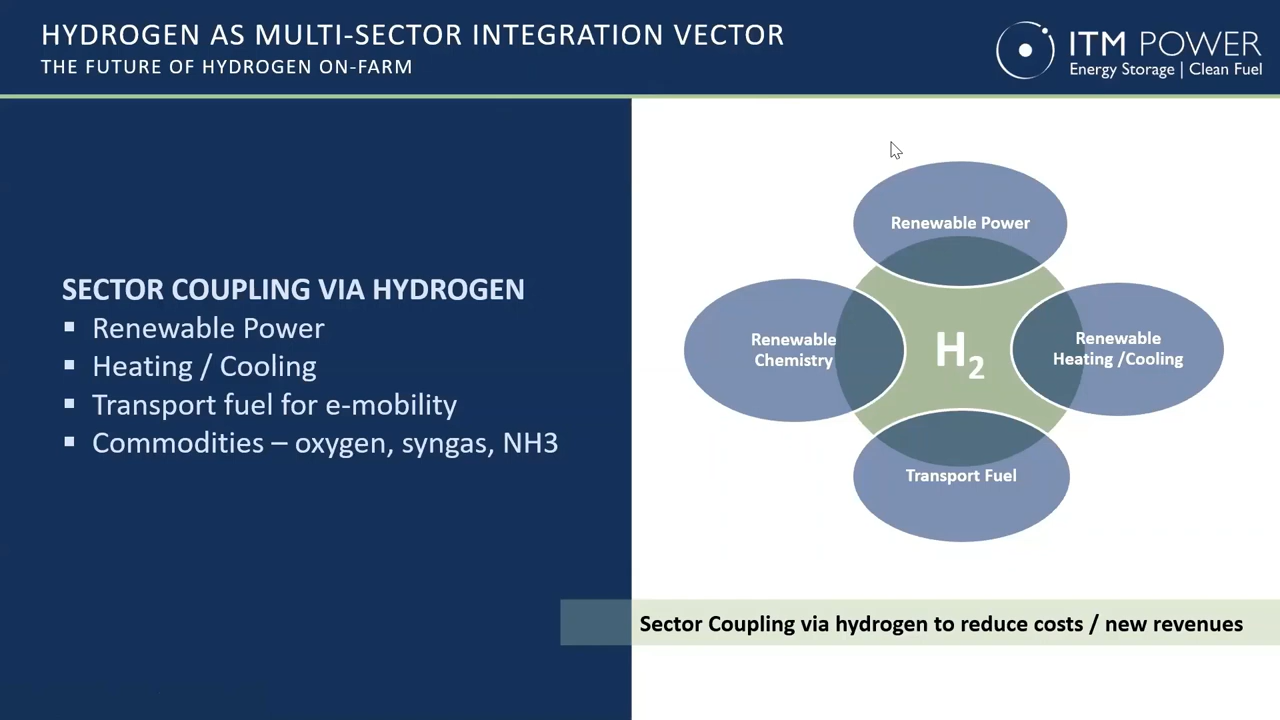 HYDROGEN AS MULTI-SECTOR INTEGRATION VECTOR
THE FUTURE OF HYDROGEN ON-FARM
ITM POWER
Energy Storage | Clean Fuel
SECTOR COUPLING VIA HYDROGEN
▪ Renewable Power
▪ Heating / Cooling
▪ Transport fuel for e-mobility
▪ Commodities – oxygen, syngas, NH3
Renewable Power
Renewable
Chemistry
H₂
Renewable
Heating /Cooling
Transport Fuel
Sector Coupling via hydrogen to reduce costs / new revenues